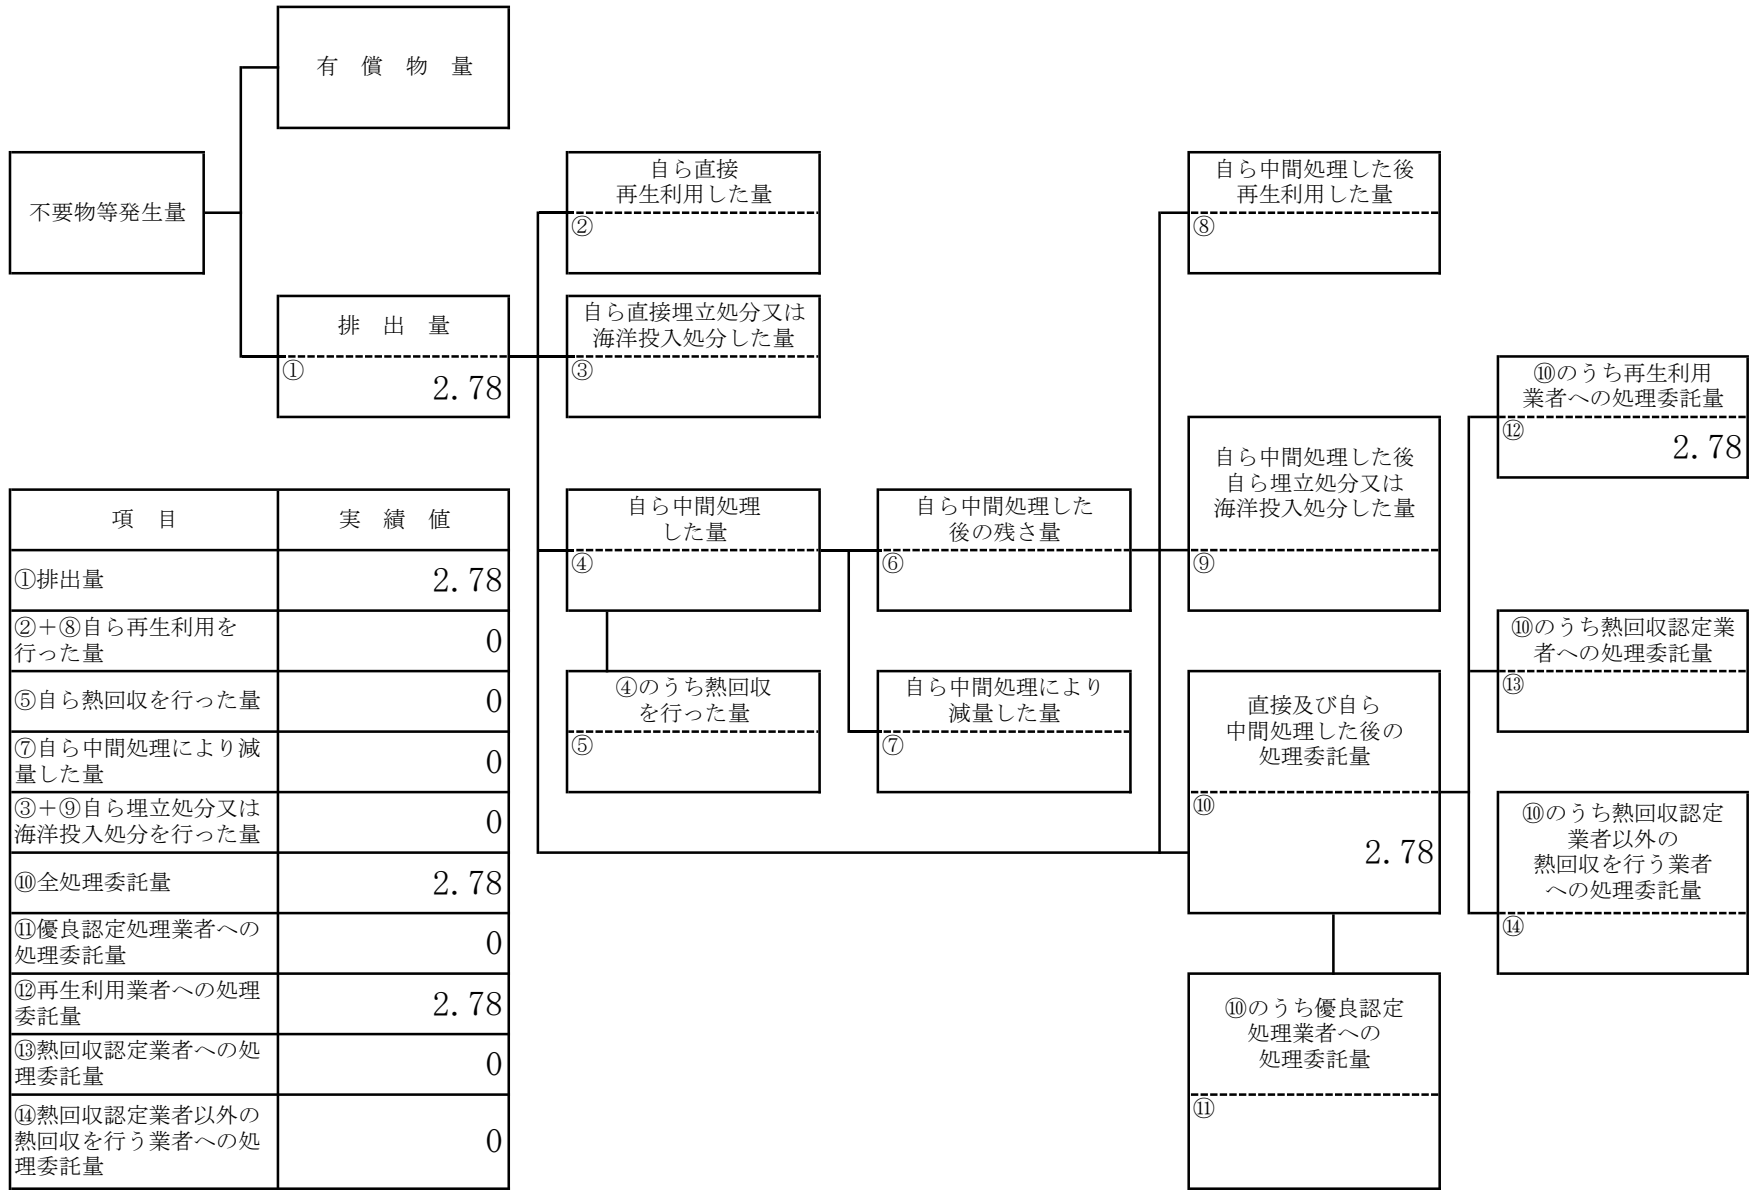 有 償 物 量
不要物等発生量
排 出 量
①
2.78
自ら直接
再生利用した量
②
自ら直接埋立処分又は
海洋投入処分した量
③
自ら中間処理
した量
④
④のうち熱回収
を行った量
⑤
自ら中間処理した
後の残さ量
⑥
自ら中間処理により
減量した量
⑦
自ら中間処理した後
再生利用した量
⑧
自ら中間処理した後
自ら埋立処分又は
海洋投入処分した量
⑨
直接及び自ら
中間処理した後の
処理委託量
⑩
2.78
⑩のうち優良認定
処理業者への
処理委託量
⑪
⑩のうち再生利用
業者への処理委託量
⑫
2.78
⑩のうち熱回収認定業
者への処理委託量
⑬
⑩のうち熱回収認定
業者以外の
熱回収を行う業者
への処理委託量
⑭
項 目 実 績 値
①排出量 2.78
②+⑧自ら再生利用を
行った量 0
⑤自ら熱回収を行った量 0
⑦自ら中間処理により減
量した量 0
③+⑨自ら埋立処分又は
海洋投入処分を行った量 0
⑩全処理委託量 2.78
⑪優良認定処理業者への
処理委託量 0
⑫再生利用業者への処理
委託量 2.78
⑬熱回収認定業者への処
理委託量 0
⑭熱回収認定業者以外の
熱回収を行う業者への処
理委託量 0